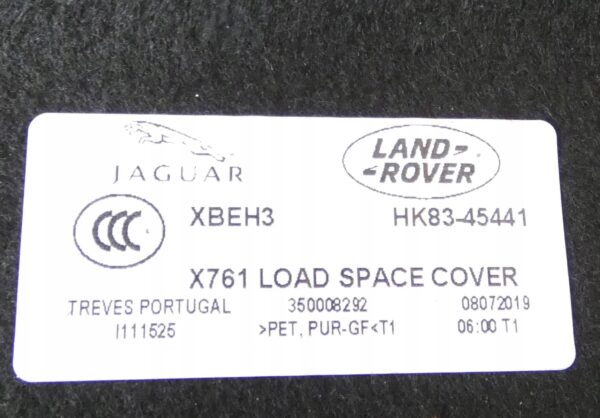 JAGUAR
LAND-
-ROVER
CCC
XBEH3 HK83-45441
X761 LOAD SPACE COVER
TREVES PORTUGAL 350008292 08072019
I111525 >PET, PUR-GF<T1 06:00 T1